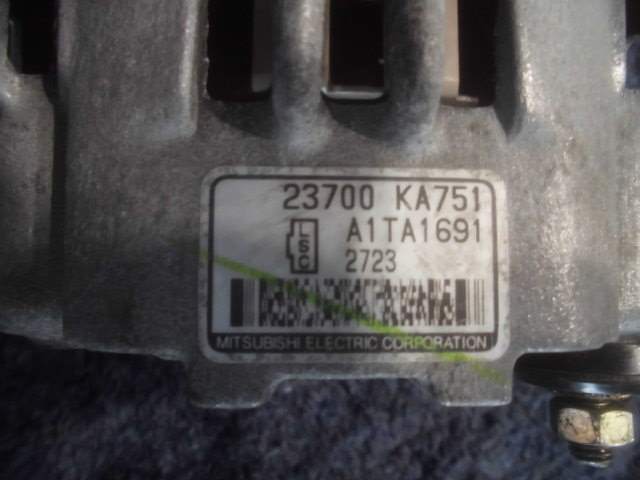 23700 KA751
LSC A1TA1691
2723
MITSUBISHI ELECTRIC CORPORATION